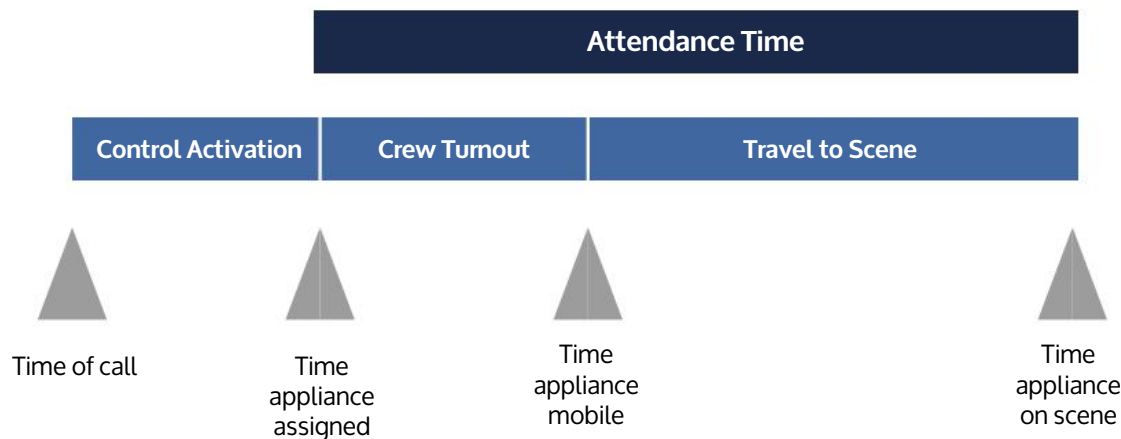 Attendance Time
Control Activation
Crew Turnout
Travel to Scene
Time of call
Time
appliance
assigned
Time
appliance
mobile
Time
appliance
on scene